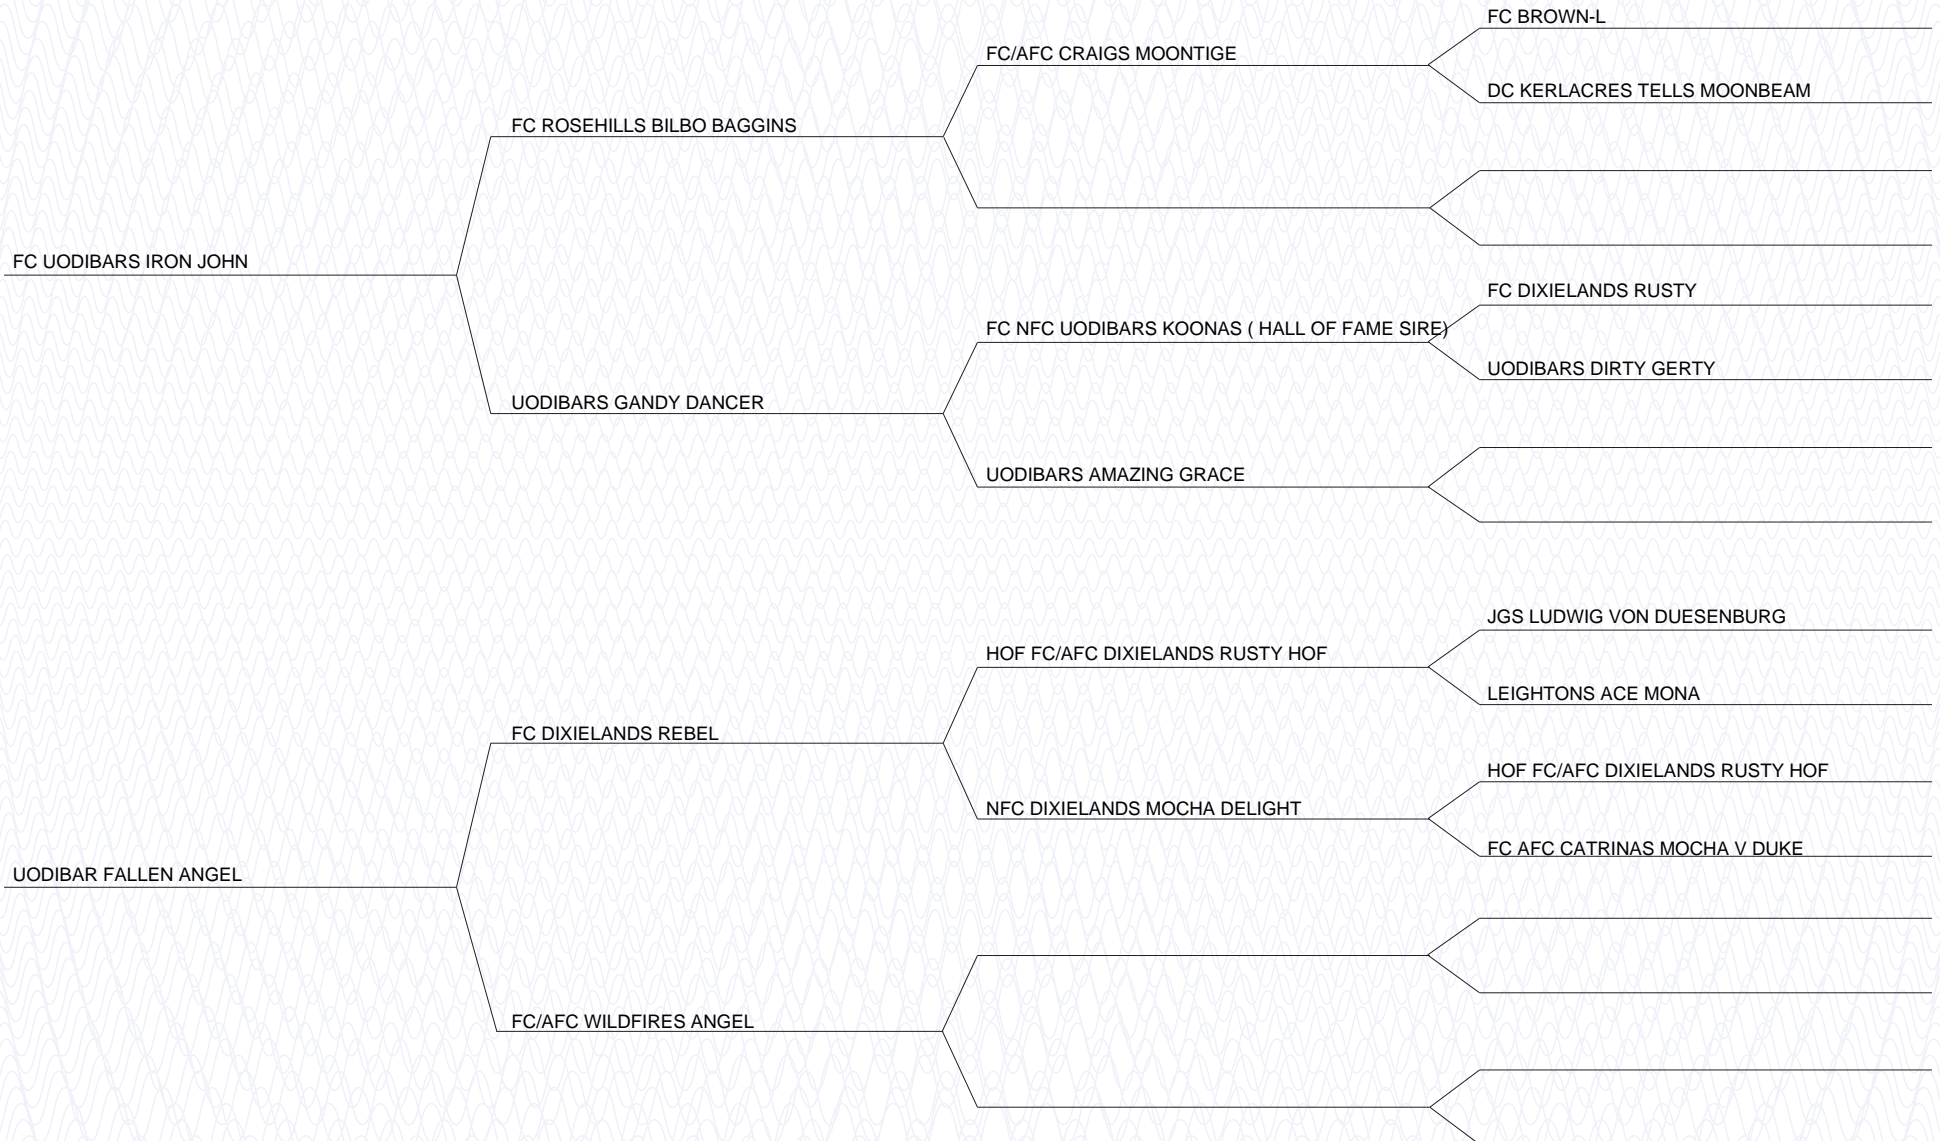 FC BROWN-L
FC/AFC CRAIGS MOONTIGE
DC KERLACRES TELLS MOONBEAM
FC ROSEHILLS BILBO BAGGINS
FC UODIBARS IRON JOHN
FC DIXIELANDS RUSTY
FC NFC UODIBARS KOONAS ( HALL OF FAME SIRE)
UODIBARS DIRTY GERTY
UODIBARS GANDY DANCER
UODIBARS AMAZING GRACE
JGS LUDWIG VON DUESENBURG
HOF FC/AFC DIXIELANDS RUSTY HOF
LEIGHTONS ACE MONA
FC DIXIELANDS REBEL
HOF FC/AFC DIXIELANDS RUSTY HOF
NFC DIXIELANDS MOCHA DELIGHT
FC AFC CATRINAS MOCHA V DUKE
UODIBAR FALLEN ANGEL
FC/AFC WILDFIRES ANGEL